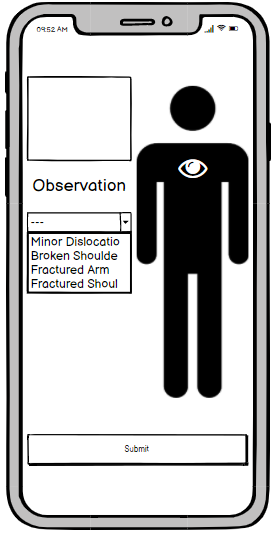 09:52 AM
Observation
---
Minor Dislocatio
Broken Shoulde
Fractured Arm
Fractured Shoul
Submit